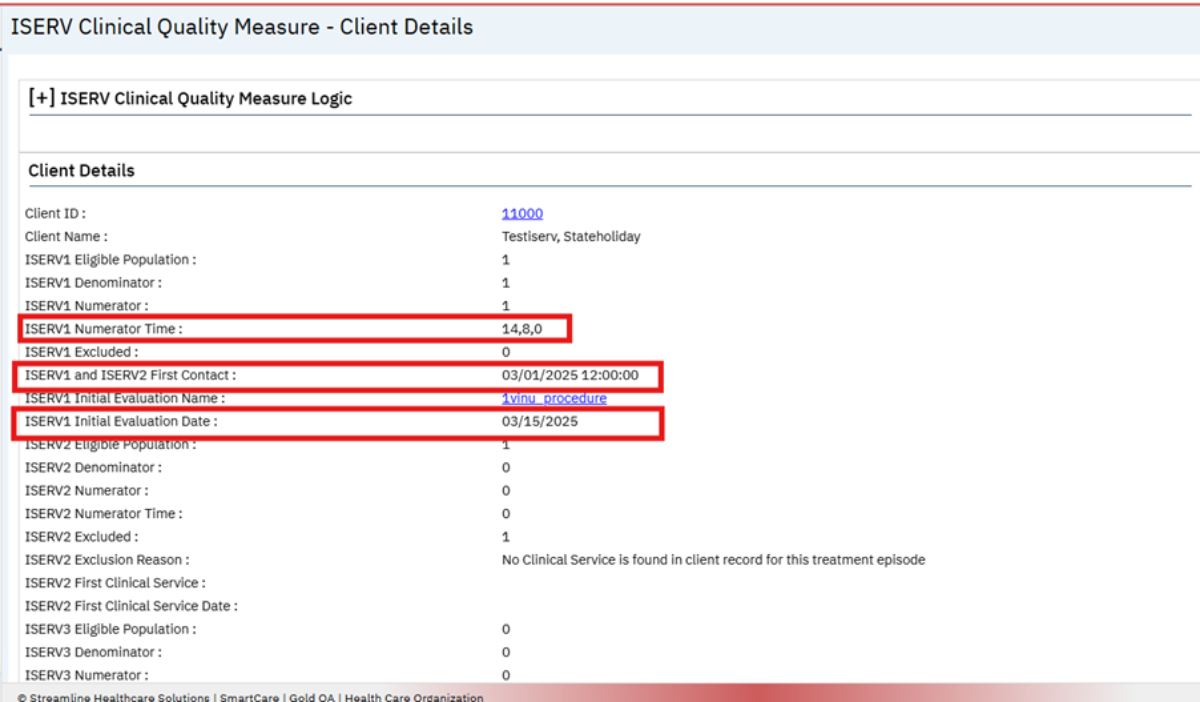 ISERV Clinical Quality Measure - Client Details
[+] ISERV Clinical Quality Measure Logic
Client Details
Client ID : 11000
Client Name : Testiserv, Stateholiday
ISERV1 Eligible Population : 1
ISERV1 Denominator : 1
ISERV1 Numerator : 1
ISERV1 Numerator Time : 14,8,0
ISERV1 Excluded : 0
ISERV1 and ISERV2 First Contact : 03/01/2025 12:00:00
ISERV1 Initial Evaluation Name : 1vinu_procedure
ISERV1 Initial Evaluation Date : 03/15/2025
ISERV2 Eligible Population : 1
ISERV2 Denominator : 0
ISERV2 Numerator : 0
ISERV2 Numerator Time : 0
ISERV2 Excluded : 1
ISERV2 Exclusion Reason : No Clinical Service is found in client record for this treatment episode
ISERV2 First Clinical Service :
ISERV2 First Clinical Service Date :
ISERV3 Eligible Population : 0
ISERV3 Denominator : 0
ISERV3 Numerator : 0
© Streamline Healthcare Solutions | SmartCare | Gold QA | Health Care Organization